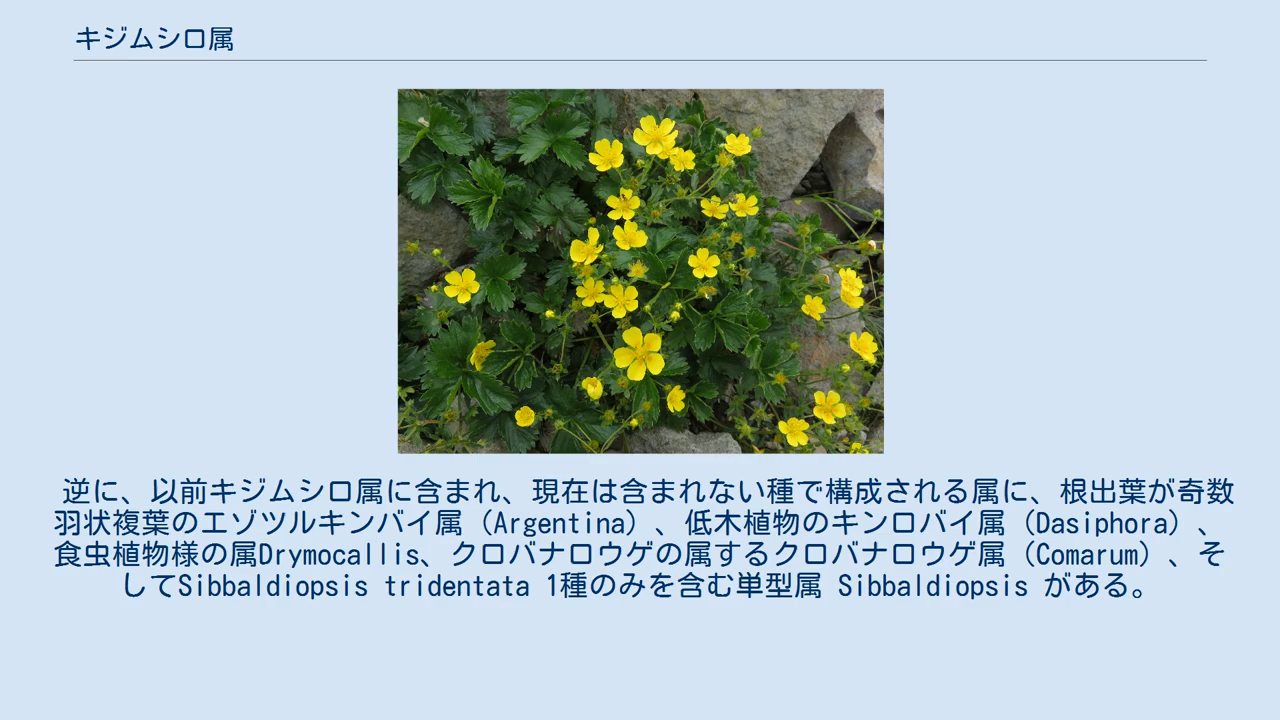 キジムシロ属
逆に、以前キジムシロ属に含まれ、現在は含まれない種で構成される属に、根出葉が奇数
羽状複葉のエゾツルキンバイ属（Argentina）、低木植物のキンロバイ属（Dasiphora）、
食虫植物様の属Drymocallis、クロバナロウゲの属するクロバナロウゲ属（Comarum）、そ
してSibbaldiopsis tridentata 1種のみを含む単型属 Sibbaldiopsis がある。